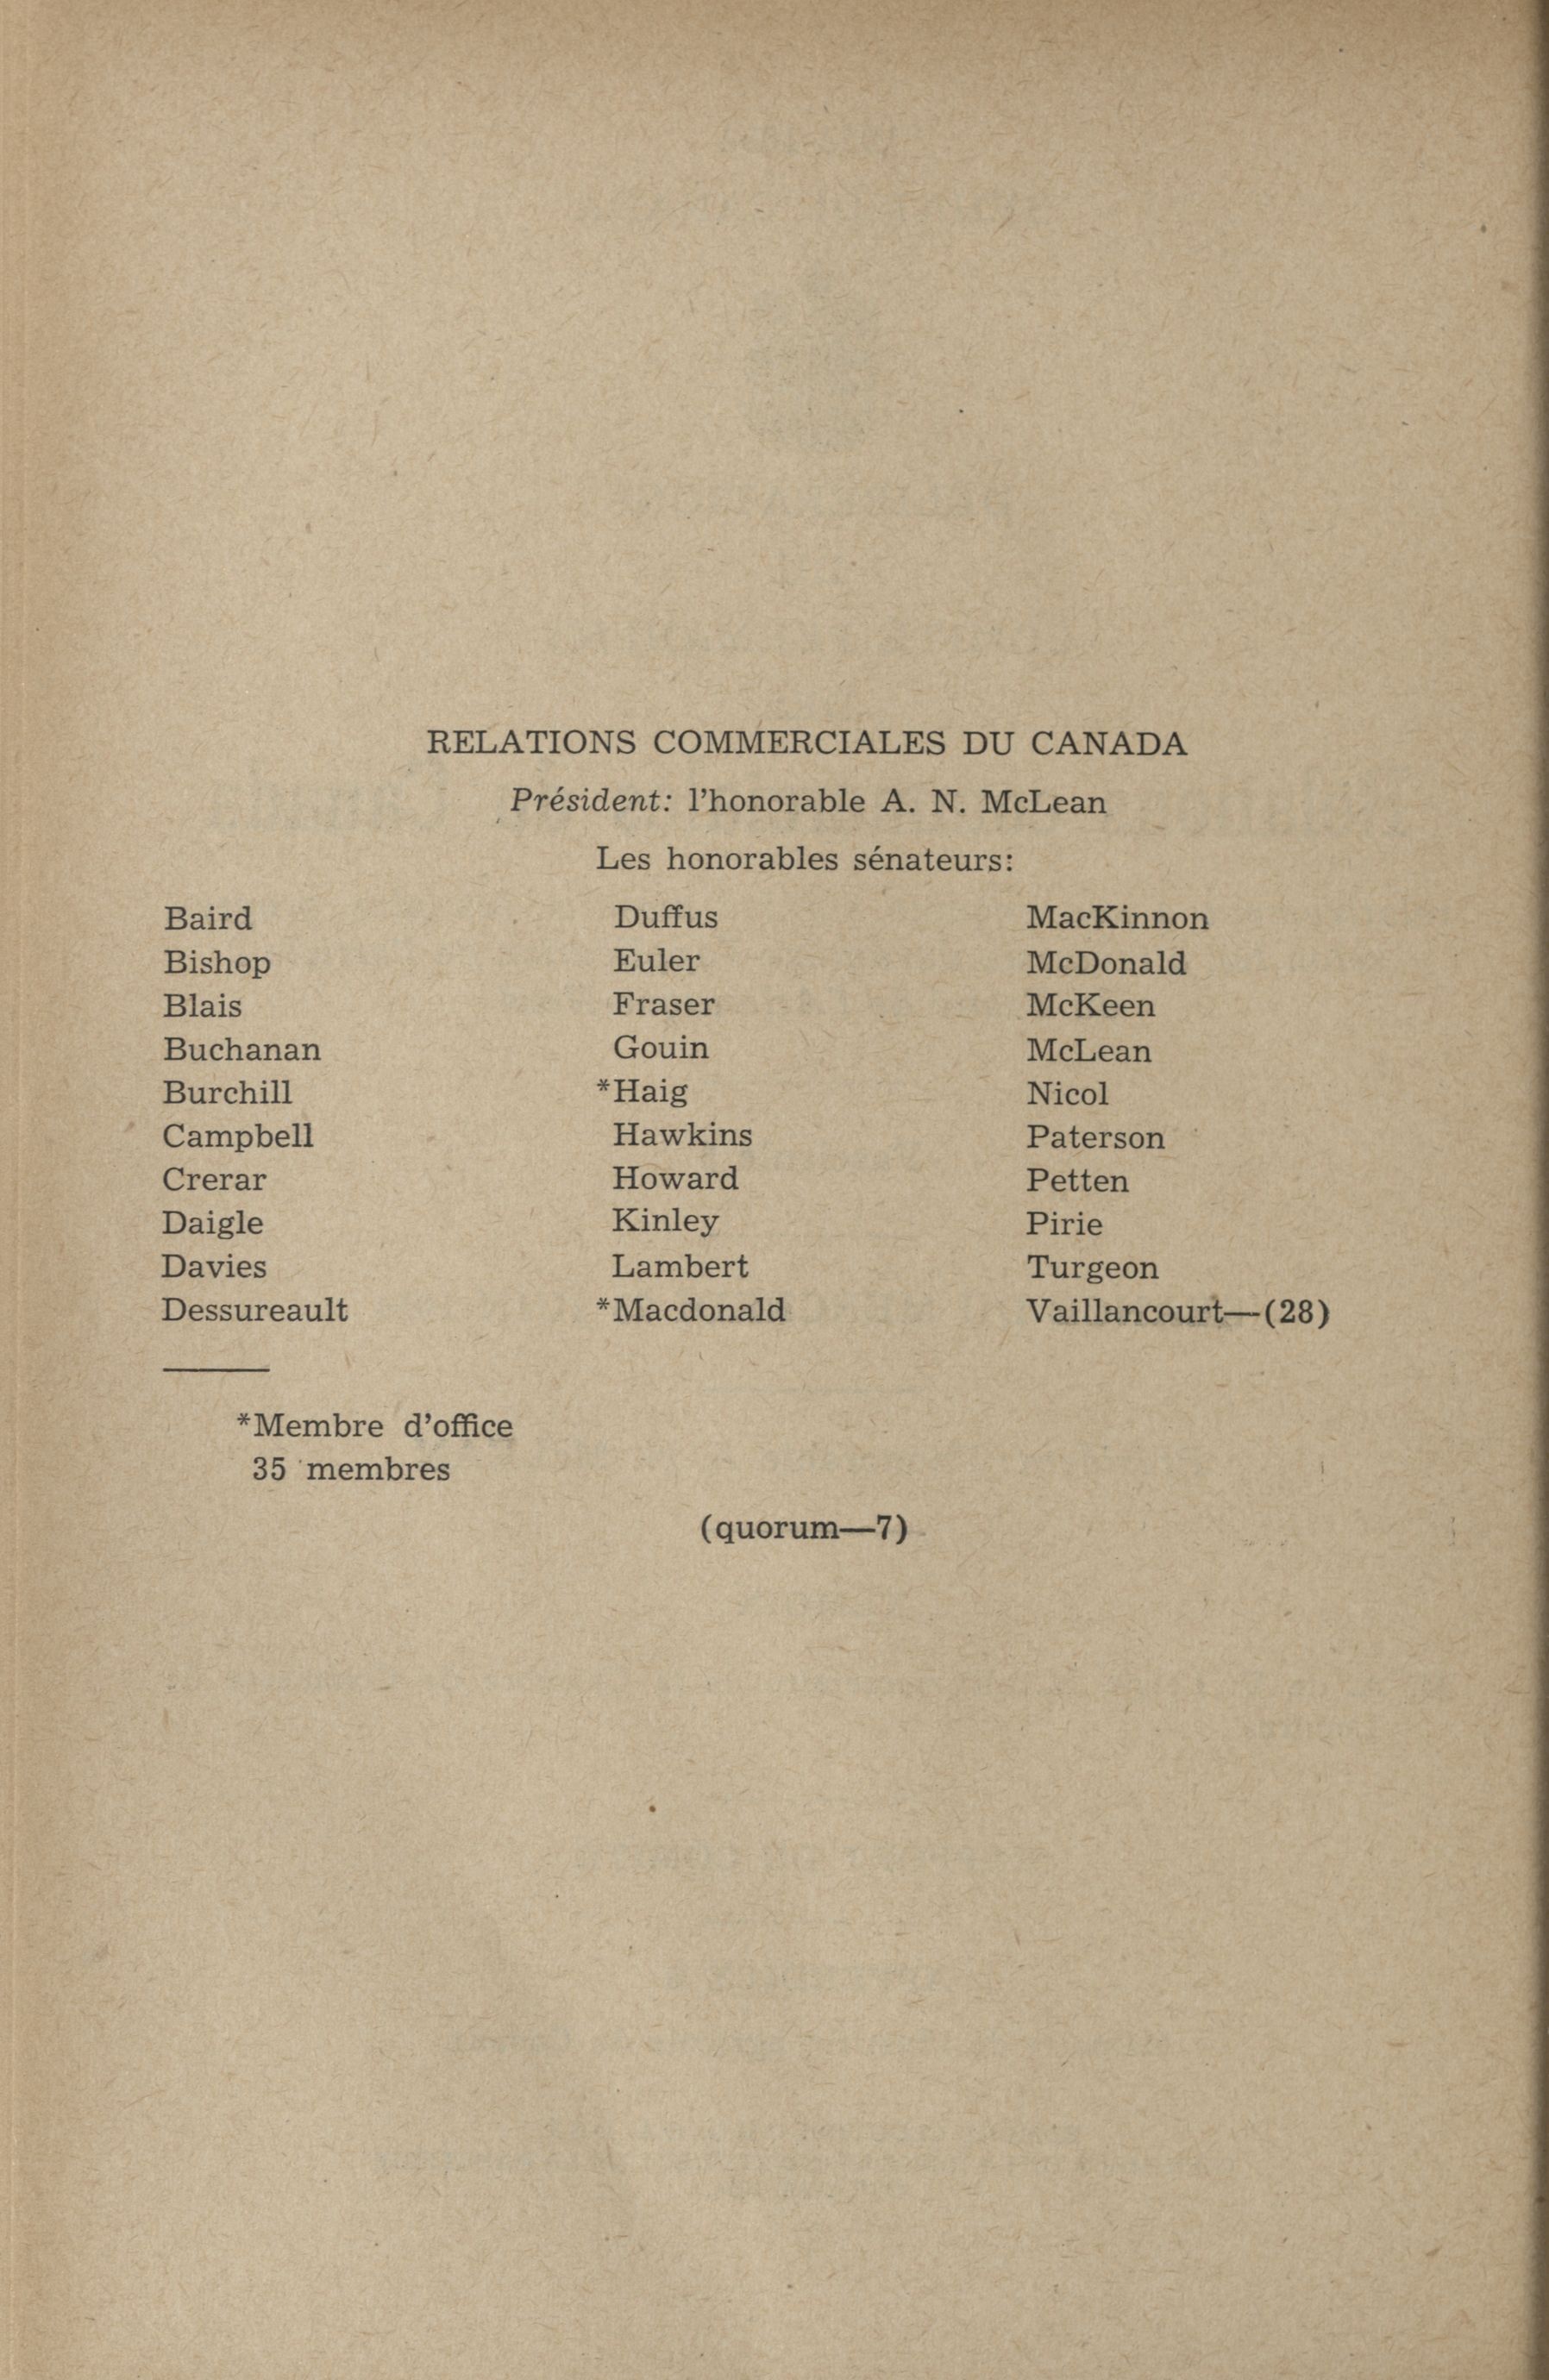 RELATIONS COMMERCIALES DU CANADA
Président: l'honorable A. N. McLean
Les honorables sénateurs:
Baird
Bishop
Blais
Buchanan
Burchill
Campbell
Crerar
Daigle
Davies
Dessureault
Duffus
Euler
Fraser
Gouin
*Haig
Hawkins
Howard
Kinley
Lambert
*Macdonald
MacKinnon
McDonald
McKeen
McLean
Nicol
Paterson
Petten
Pirie
Turgeon
Vaillancourt—(28)
*Membre d'office
35 membres
(quorum—7)